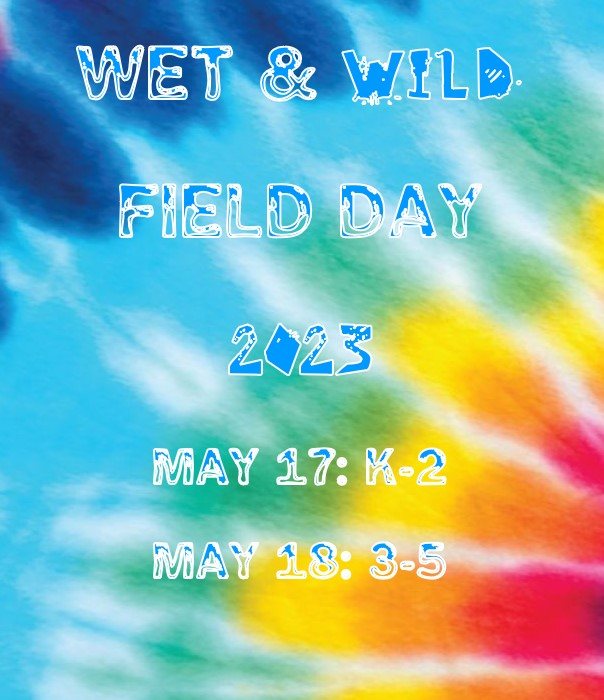 WET & WILD
FIELD DAY
2023
MAY 17: K-2
MAY 18: 3-5